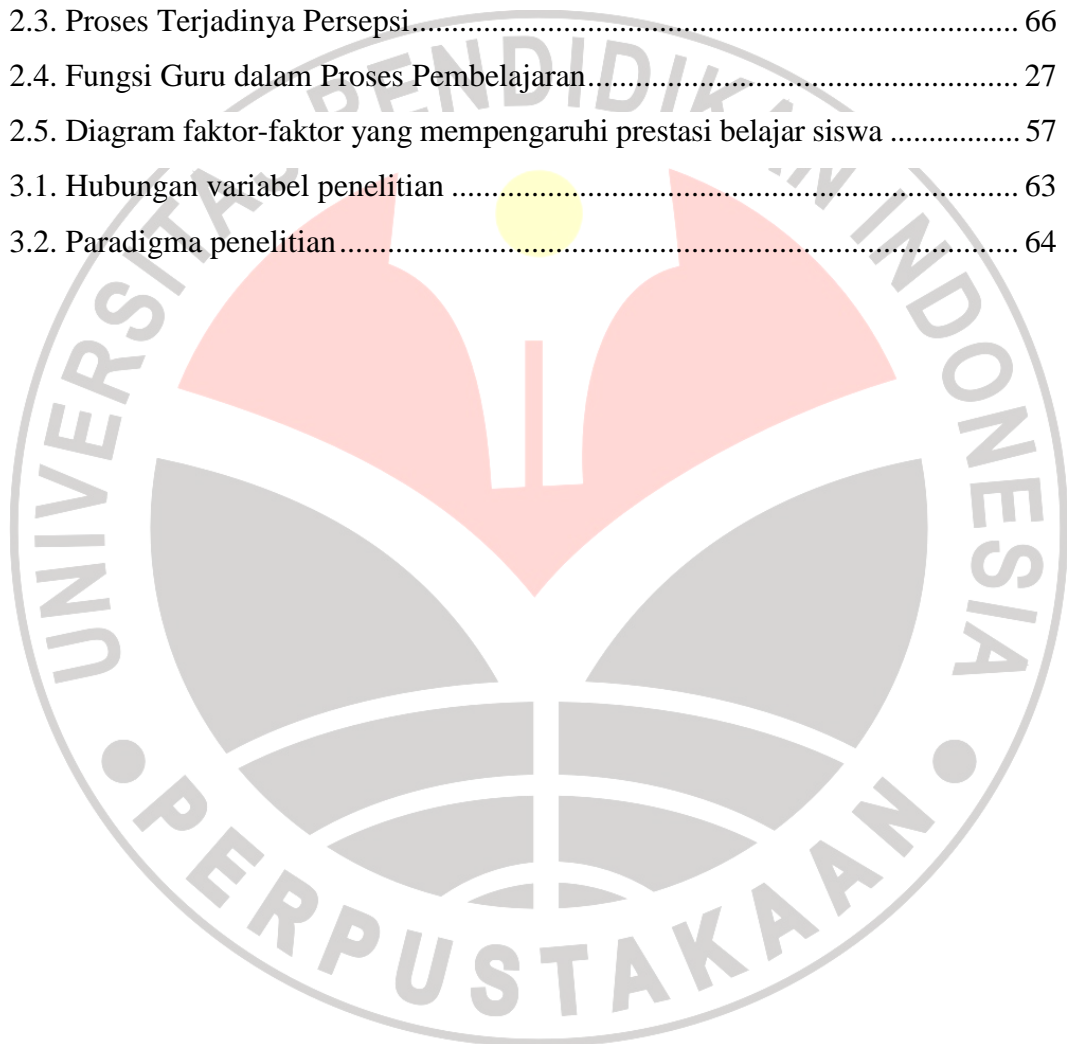 2.3. Proses Terjadinya Persepsi.......................................................................................... 66
2.4. Fungsi Guru dalam Proses Pembelajaran................................................................ 27
2.5. Diagram faktor-faktor yang mempengaruhi prestasi belajar siswa ................. 57
3.1. Hubungan variabel penelitian .................................................................................... 63
3.2. Paradigma penelitian.................................................................................................... 64
UNIVERSITAS PENDIDIKAN INDONESIA
PERPUSTAKAAN